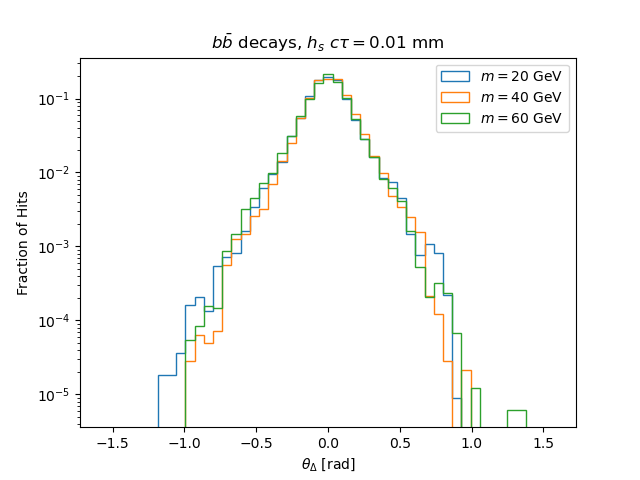 $b\bar{b}$ decays, $h_s$ $c\tau = 0.01$ mm
$m = 20$ GeV
$m = 40$ GeV
$m = 60$ GeV
Fraction of Hits
$10^{-1}$
$10^{-2}$
$10^{-3}$
$10^{-4}$
$10^{-5}$
−1.5 −1.0 −0.5 0.0 0.5 1.0 1.5
$\theta_\Delta$ [rad]